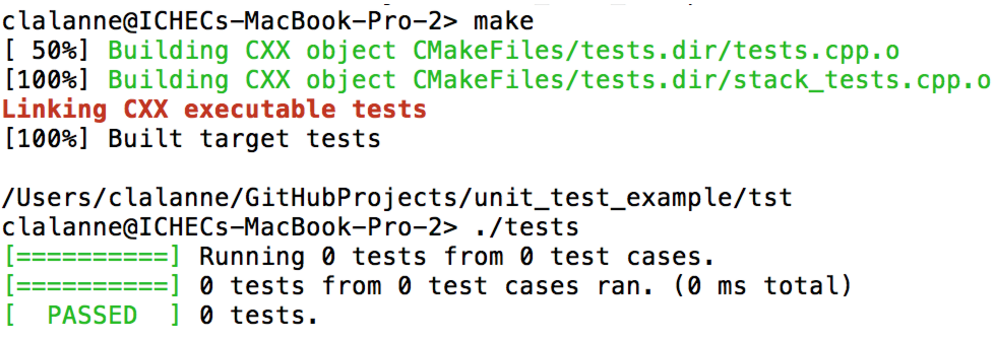 clalanne@ICHECs-MacBook-Pro-2> make
[ 50%] Building CXX object CMakeFiles/tests.dir/tests.cpp.o
[100%] Building CXX object CMakeFiles/tests.dir/stack_tests.cpp.o
Linking CXX executable tests
[100%] Built target tests
/Users/clalanne/GitHubProjects/unit_test_example/tst
clalanne@ICHECs-MacBook-Pro-2> ./tests
[==========] Running 0 tests from 0 test cases.
[==========] 0 tests from 0 test cases ran. (0 ms total)
[  PASSED  ] 0 tests.